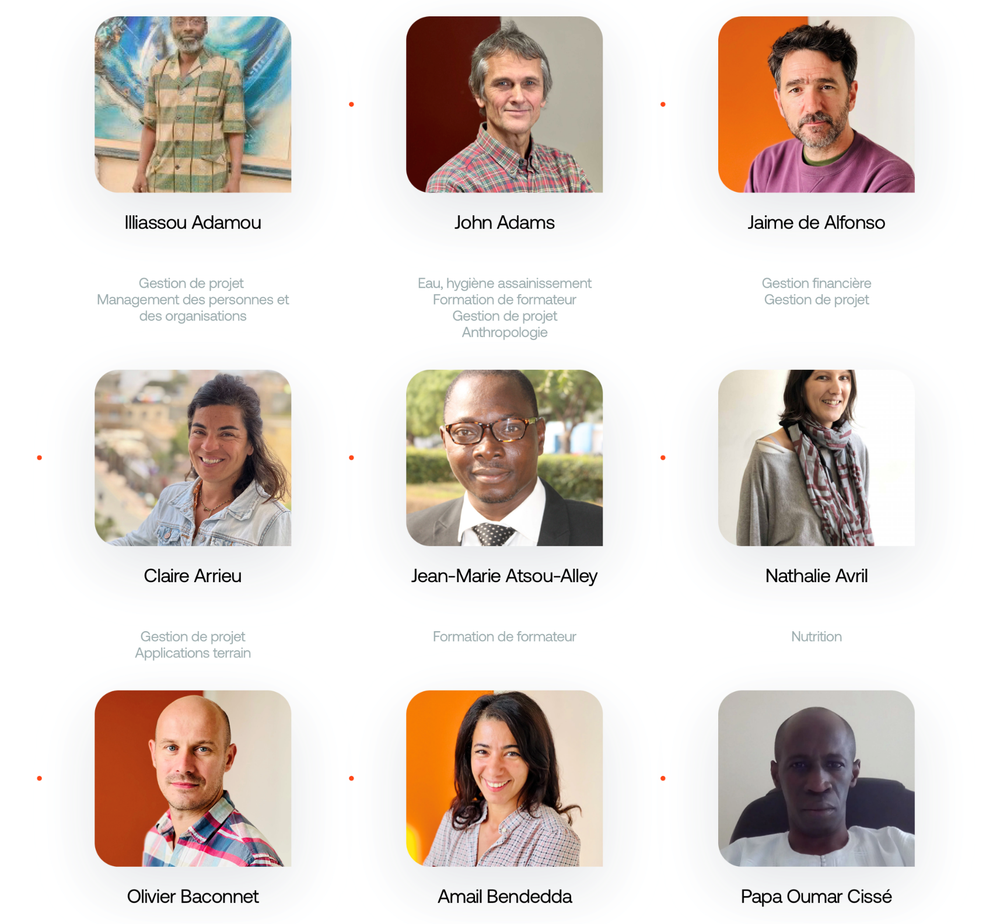 Illiassou Adamou
John Adams
Jaime de Alfonso
Gestion de projet
Management des personnes et
des organisations
Eau, hygiène assainissement
Formation de formateur
Gestion de projet
Anthropologie
Gestion financière
Gestion de projet
Claire Arrieu
Jean-Marie Atsou-Alley
Nathalie Avril
Gestion de projet
Applications terrain
Formation de formateur
Nutrition
Olivier Baconnet
Amail Bendedda
Papa Oumar Cissé